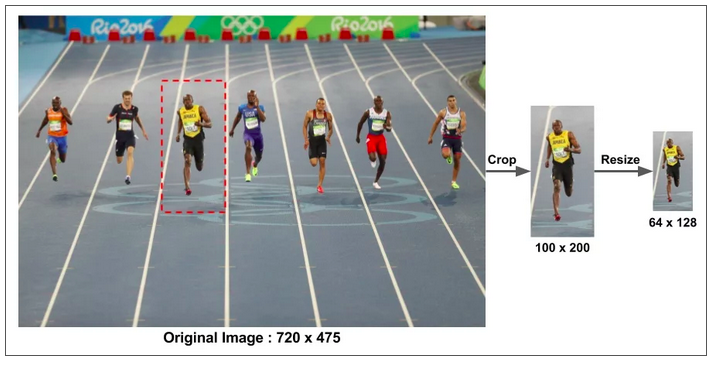 Rio2016
Rio2016
Crop
Resize
100 x 200
64 x 128
Original Image : 720 x 475